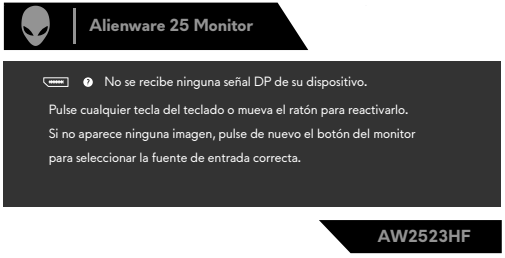 Alienware 25 Monitor
? No se recibe ninguna señal DP de su dispositivo.
Pulse cualquier tecla del teclado o mueva el ratón para reactivarlo.
Si no aparece ninguna imagen, pulse de nuevo el botón del monitor
para seleccionar la fuente de entrada correcta.
AW2523HF